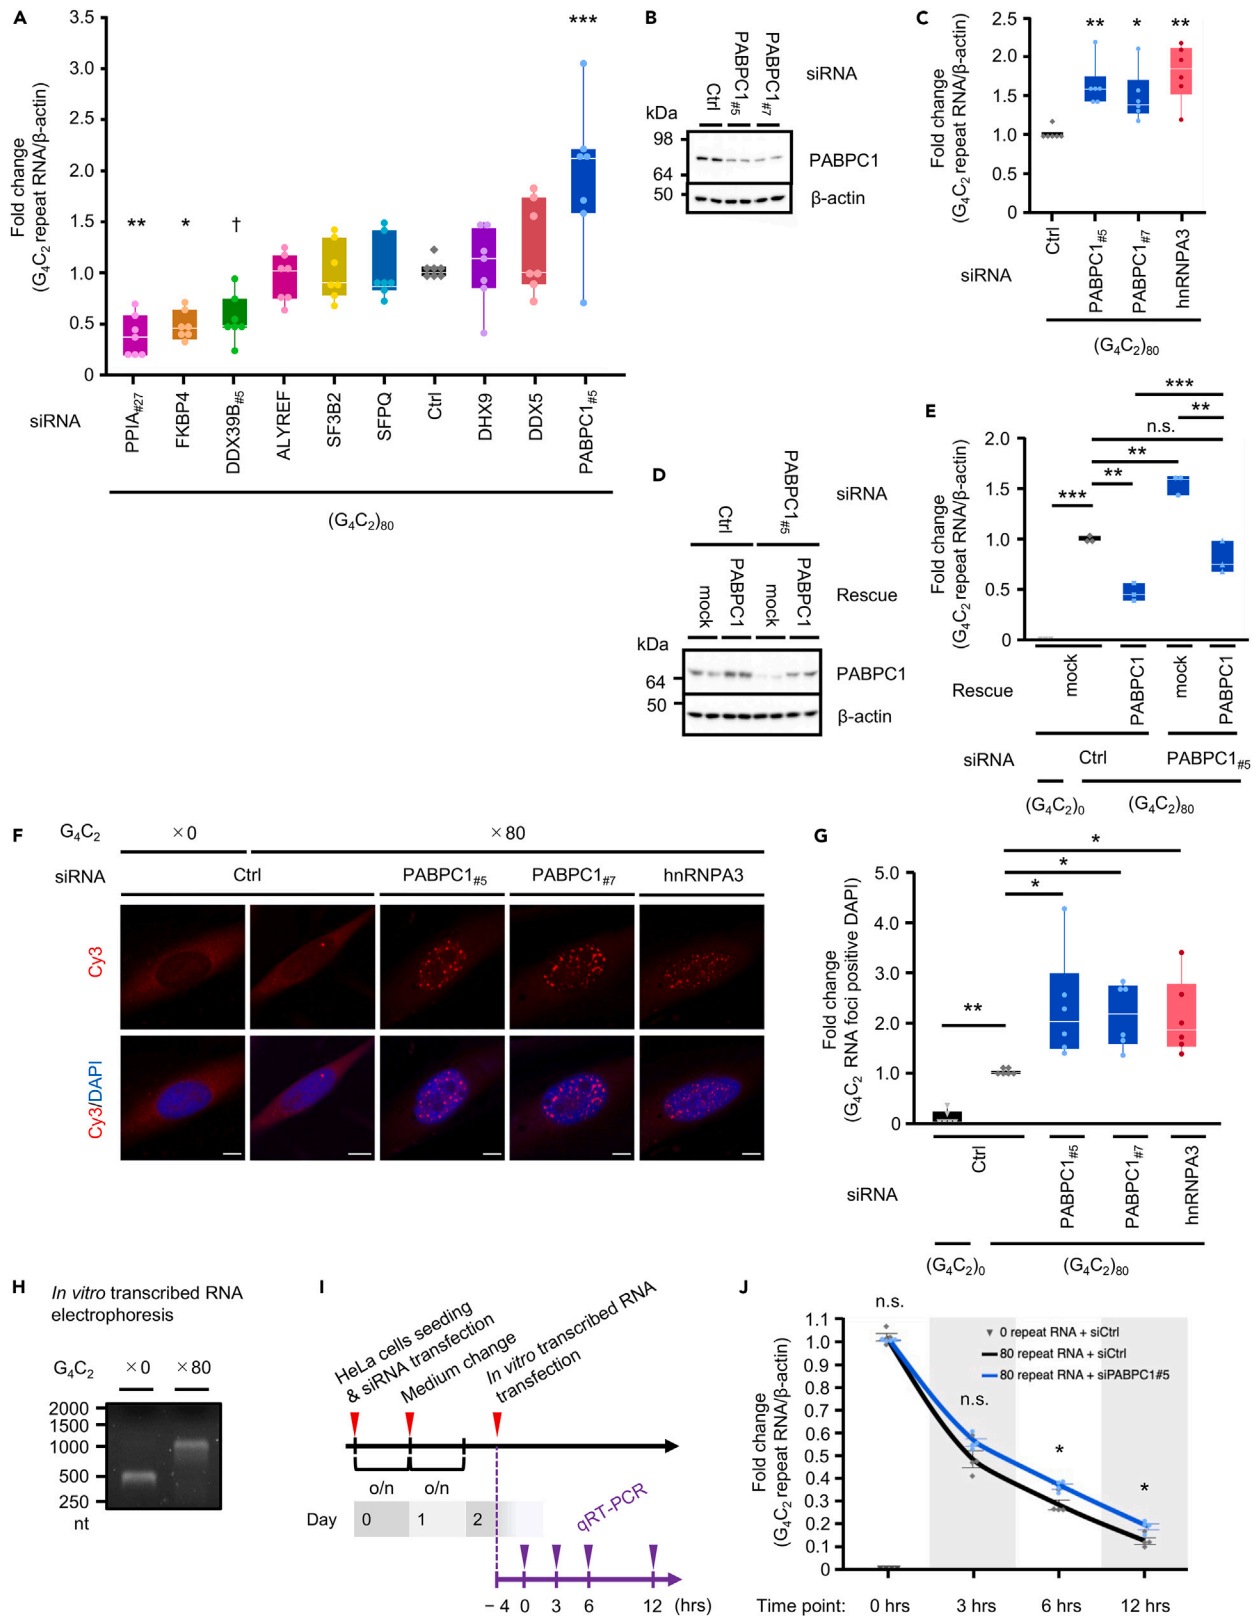 A
3.5
3.0
2.5
2.0
1.5
1.0
0.5
0
Fold change
(G₄C₂ repeat RNA/β-actin)
**
*
†
***
siRNA
PPIA#27
FKBP4
DDX39B#5
ALYREF
SF3B2
SFPQ
Ctrl
DHX9
DDX5
PABPC1#5
(G₄C₂)₈₀
B
Ctrl
PABPC1#5
PABPC1#7
siRNA
kDa
98
64
50
PABPC1
β-actin
C
2.5
2.0
1.5
1.0
0.5
0
Fold change
(G₄C₂ repeat RNA/β-actin)
**
*
**
Ctrl
PABPC1#5
PABPC1#7
hnRNPA3
siRNA
(G₄C₂)₈₀
D
Ctrl
PABPC1#5
siRNA
mock
PABPC1
mock
PABPC1
Rescue
kDa
64
50
PABPC1
β-actin
E
***
**
n.s.
**
**
***
2.0
1.5
1.0
0.5
0
Fold change
(G₄C₂ repeat RNA/β-actin)
Rescue
mock
PABPC1
mock
PABPC1
siRNA
Ctrl
PABPC1#5
(G₄C₂)₀
(G₄C₂)₈₀
F
G₄C₂
×0
×80
siRNA
Ctrl
PABPC1#5
PABPC1#7
hnRNPA3
Cy3
Cy3/DAPI
G
*
*
*
**
5.0
4.0
3.0
2.0
1.0
0
Fold change
(G₄C₂ RNA foci positive DAPI)
siRNA
Ctrl
PABPC1#5
PABPC1#7
hnRNPA3
(G₄C₂)₀
(G₄C₂)₈₀
H
In vitro transcribed RNA
electrophoresis
G₄C₂
×0
×80
2000
1500
1000
500
250
nt
I
HeLa cells seeding
& siRNA transfection
Medium change
In vitro transcribed RNA
transfection
o/n
o/n
Day
0
1
2
qRT-PCR
−4
0
3
6
12
(hrs)
J
1.1
1.0
0.9
0.8
0.7
0.6
0.5
0.4
0.3
0.2
0.1
0
Fold change
(G₄C₂ repeat RNA/β-actin)
n.s.
n.s.
*
*
0 repeat RNA + siCtrl
80 repeat RNA + siCtrl
80 repeat RNA + siPABPC1#5
Time point:
0 hrs
3 hrs
6 hrs
12 hrs